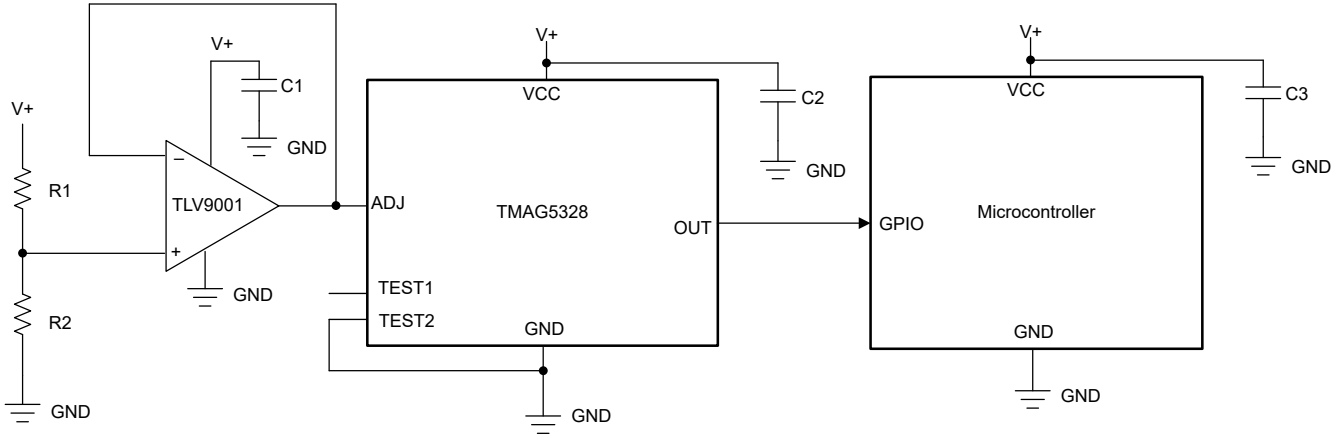 V+
V+
V+
V+
C1
VCC
C2
VCC
C3
GND
GND
GND
−
R1
TLV9001
ADJ
TMAG5328
Microcontroller
OUT
GPIO
+
TEST1
GND
R2
TEST2
GND
GND
GND
GND
GND